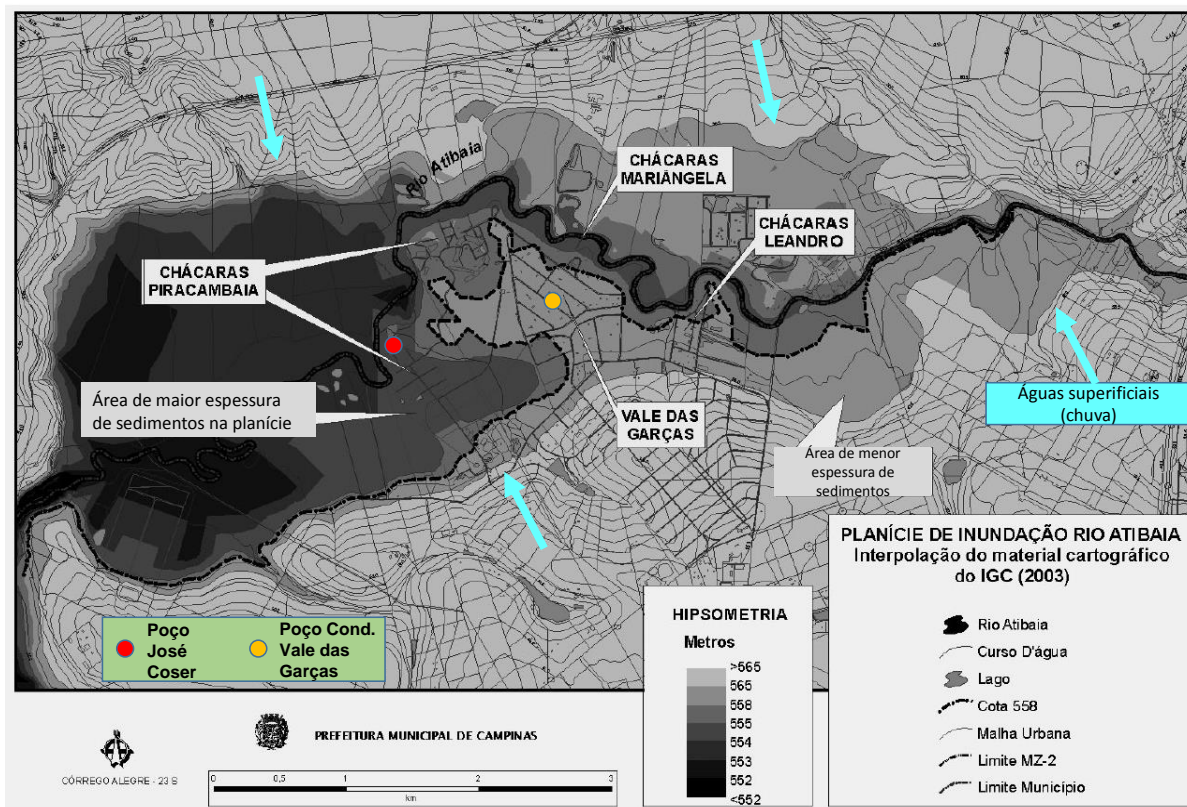 Rio Atibaia
CHÁCARAS
MARIÂNGELA
CHÁCARAS
LEANDRO
CHÁCARAS
PIRACAMBAIA
Área de maior espessura
de sedimentos na planície
VALE DAS
GARÇAS
Águas superificiais
(chuva)
Área de menor
espessura de
sedimentos
Poço
José
Coser
Poço Cond.
Vale das
Garças
HIPSOMETRIA
Metros
>565
565
558
555
554
553
552
<552
PLANÍCIE DE INUNDAÇÃO RIO ATIBAIA
Interpolação do material cartográfico
do IGC (2003)
Rio Atibaia
Curso D'água
Lago
Cota 558
Malha Urbana
Limite MZ-2
Limite Município
CÓRREGO ALEGRE - 23 S
PREFEITURA MUNICIPAL DE CAMPINAS
0 0,5 1 2 3
km